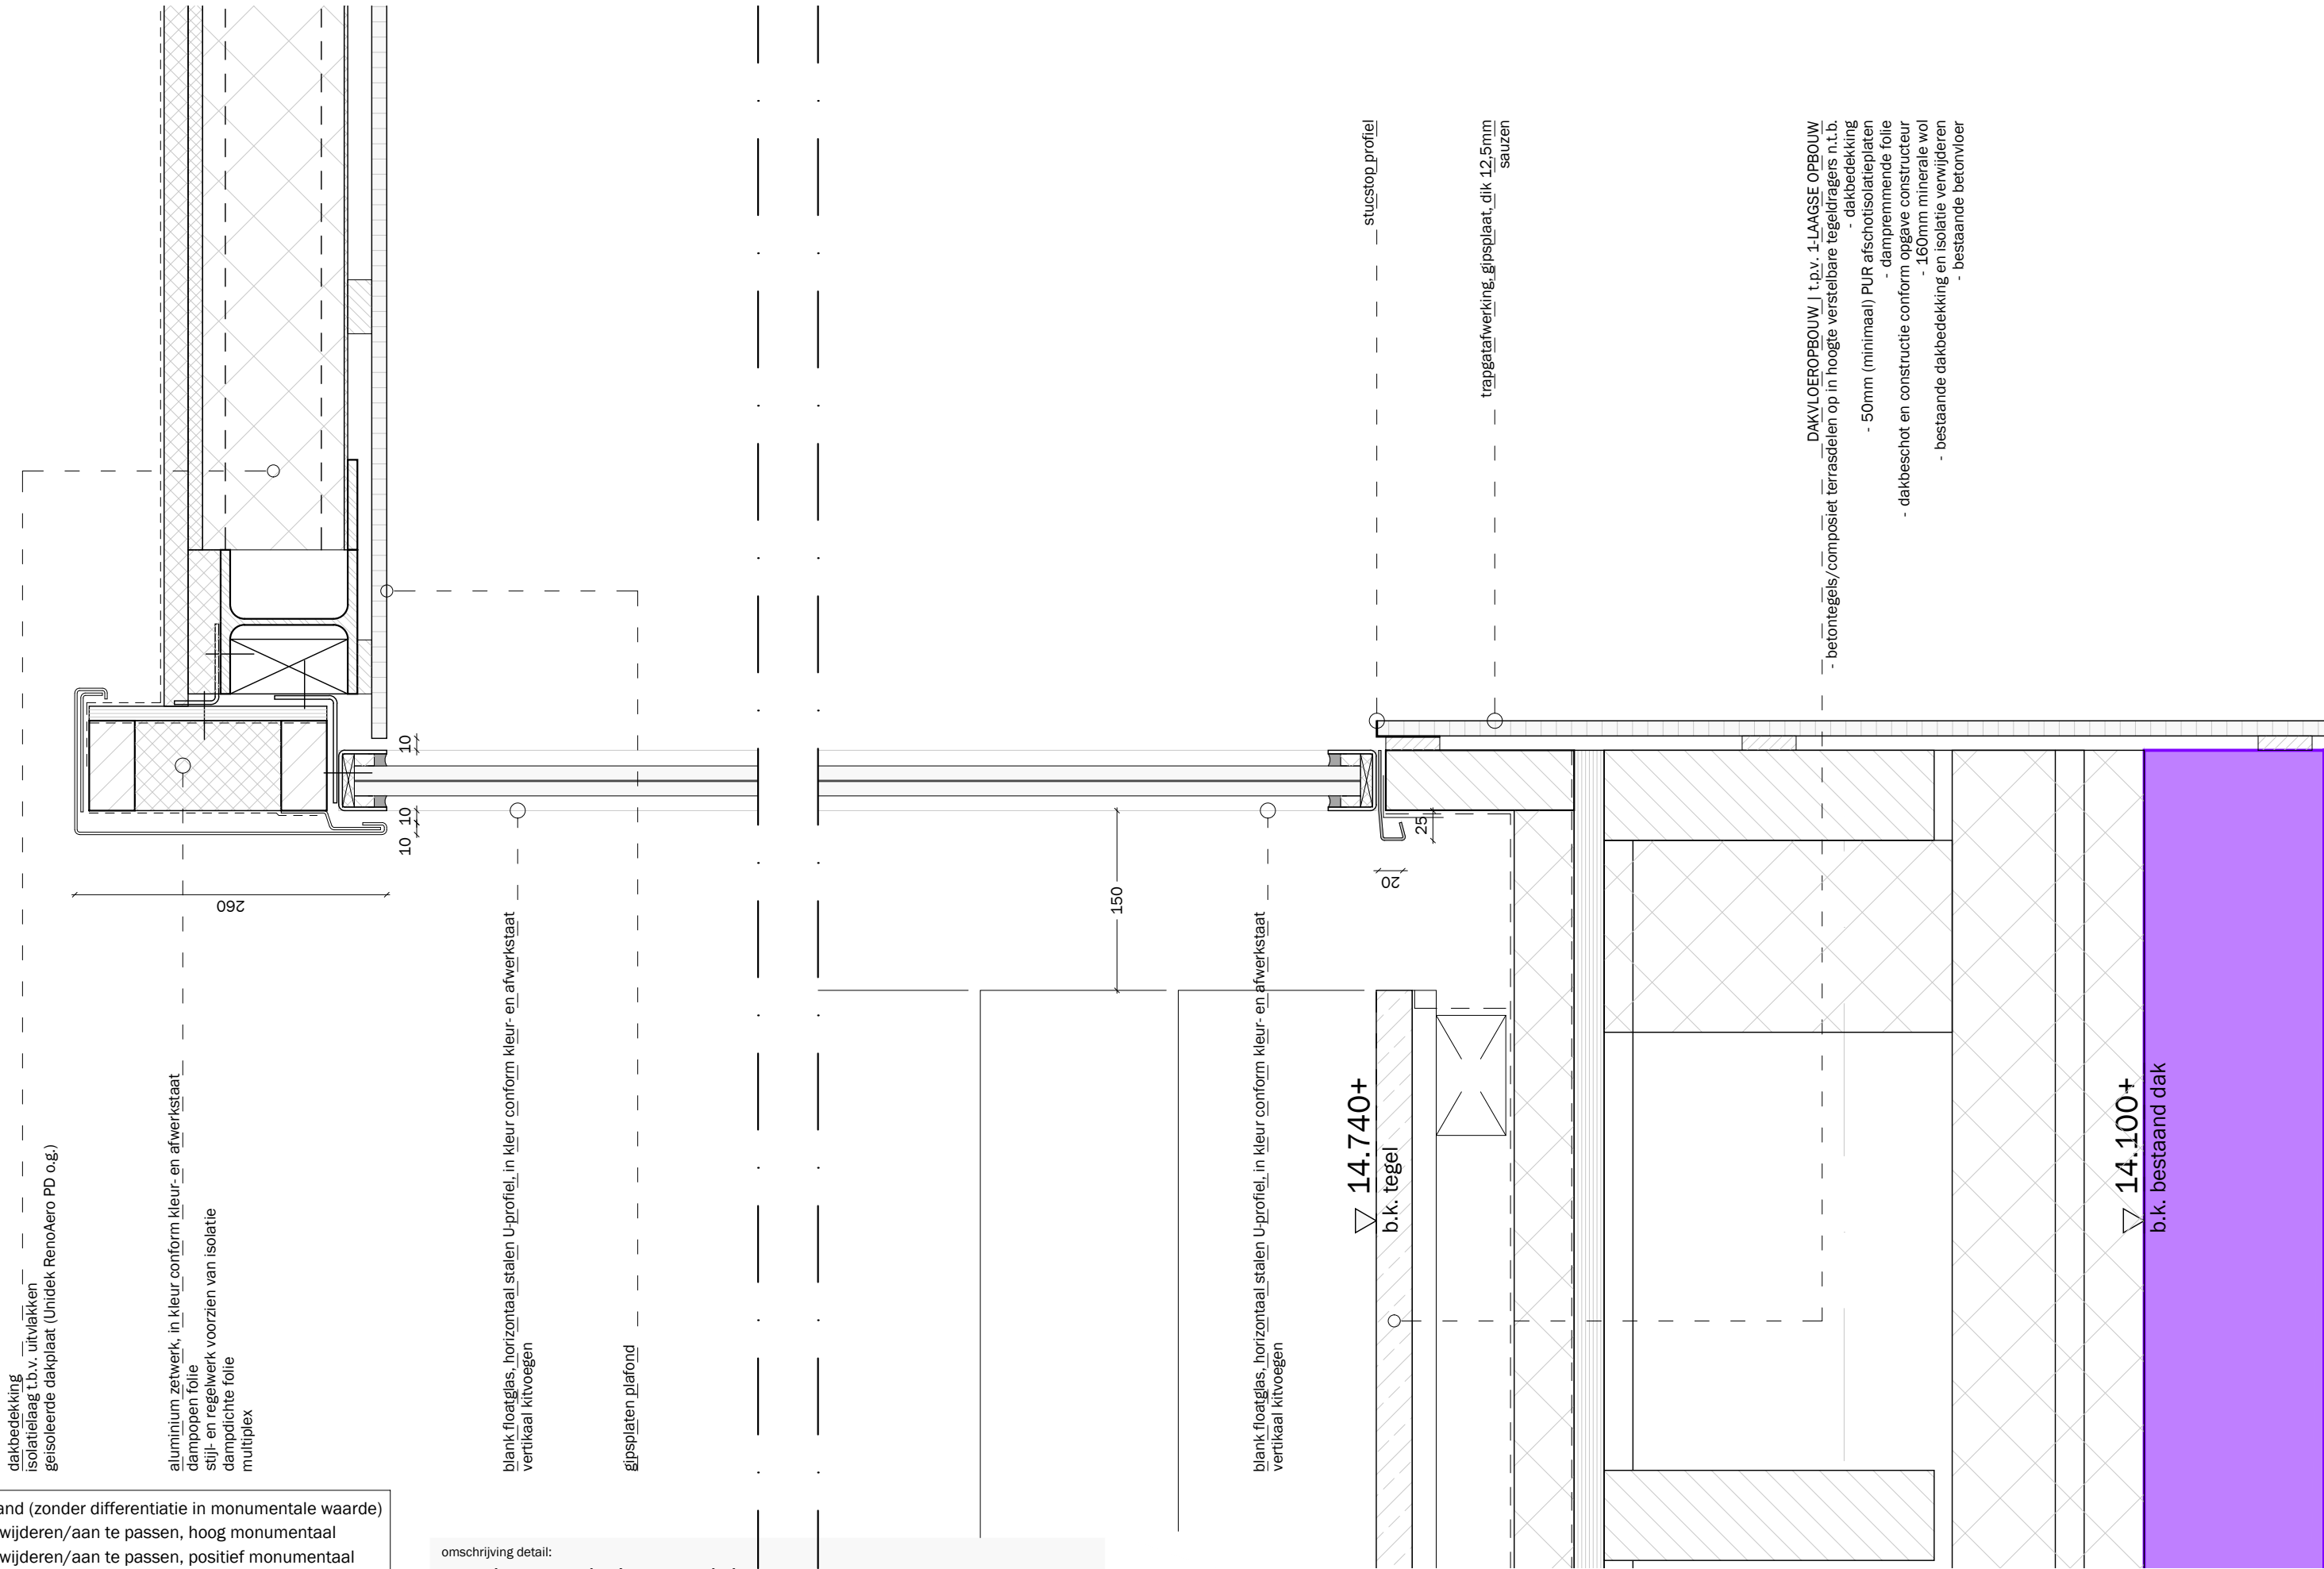 stucstop profiel
trapgatafwerking, gipsplaat, dik 12,5mm
sauzen
DAKVLOEROPBOUW | t.p.v. 1-LAAGSE OPBOUW
- betontegels/composiet terrasdelen op in hoogte verstelbare tegeldragers n.t.b.
- dakbedekking
- 50mm (minimaal) PUR afschotisolatieplaten
- dampremmende folie
- dakbeschot en constructie conform opgave constructeur
- 160mm minerale wol
- bestaande dakbedekking en isolatie verwijderen
- bestaande betonvloer
10
10
10
260
25
20
150
dakbedekking
isolatielaag t.b.v. uitvlakken
geisoleerde dakplaat (Unidek RenoAero PD o.g.)
aluminium zetwerk, in kleur conform kleur- en afwerkstaat
dampopen folie
stijl- en regelwerk voorzien van isolatie
dampdichte folie
multiplex
blank floatglas, horizontaal stalen U-profiel, in kleur conform kleur- en afwerkstaat
vertikaal kitvoegen
gipsplaten plafond
blank floatglas, horizontaal stalen U-profiel, in kleur conform kleur- en afwerkstaat
vertikaal kitvoegen
14.740+
b.k. tegel
14.100+
b.k. bestaand dak
and (zonder differentiatie in monumentale waarde)
wijderen/aan te passen, hoog monumentaal
wijderen/aan te passen, positief monumentaal
omschrijving detail: